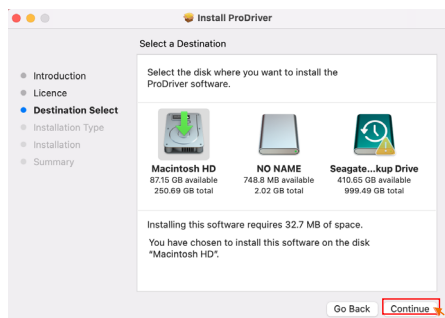 Install ProDriver
Select a Destination
Introduction
Licence
Destination Select
Installation Type
Installation
Summary
Select the disk where you want to install the
ProDriver software.
Macintosh HD
87.15 GB available
250.69 GB total
NO NAME
748.8 MB available
2.02 GB total
Seagate...kup Drive
410.65 GB available
999.49 GB total
Installing this software requires 32.7 MB of space.
You have chosen to install this software on the disk
“Macintosh HD”.
Go Back
Continue